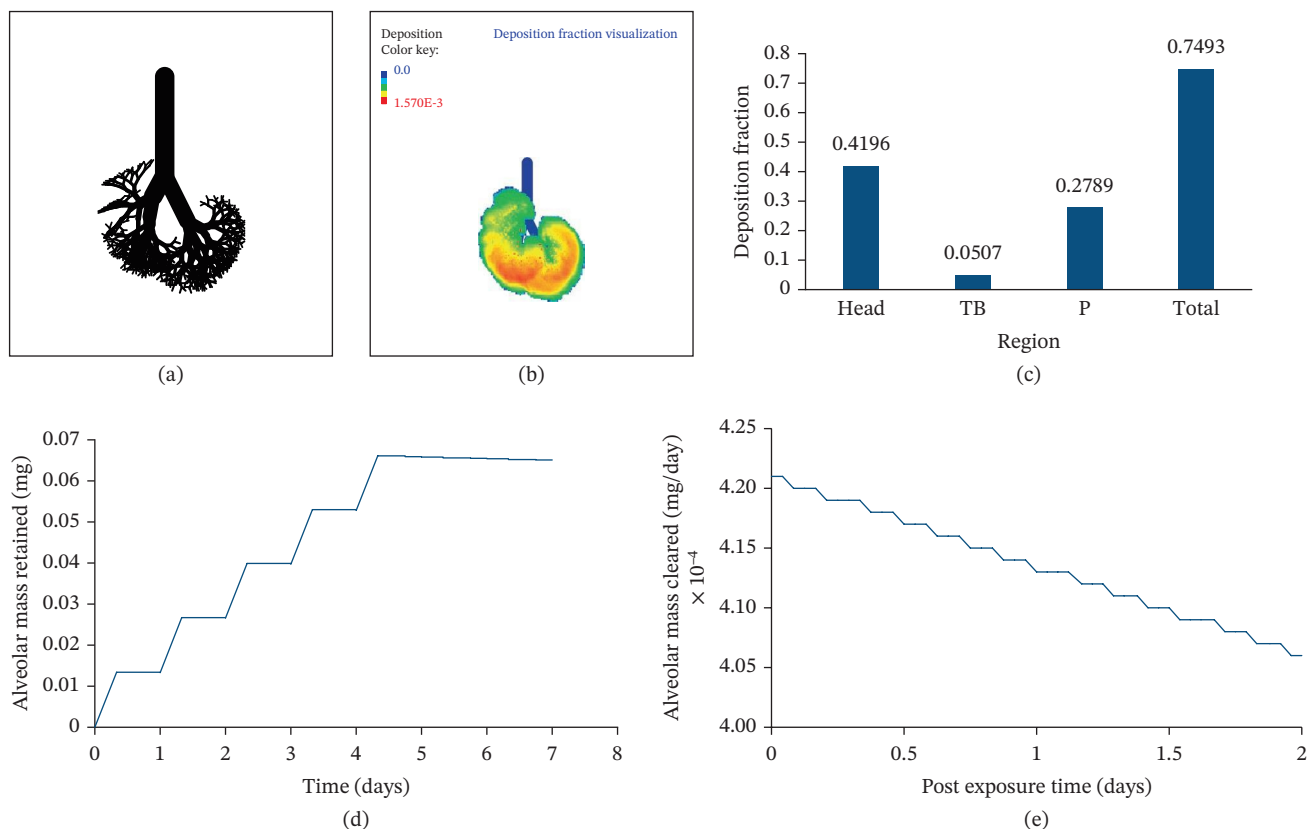 Deposition
Color key:
0.0
1.570E-3
Deposition fraction visualization
(a)
(b)
Deposition fraction
0.8
0.7
0.6
0.5
0.4
0.3
0.2
0.1
0
0.4196
0.0507
0.2789
0.7493
Head TB P Total
Region
(c)
Alveolar mass retained (mg)
0.07
0.06
0.05
0.04
0.03
0.02
0.01
0
0 1 2 3 4 5 6 7 8
Time (days)
(d)
Alveolar mass cleared (mg/day)
× 10⁻⁴
4.25
4.20
4.15
4.10
4.05
4.00
0 0.5 1 1.5 2
Post exposure time (days)
(e)